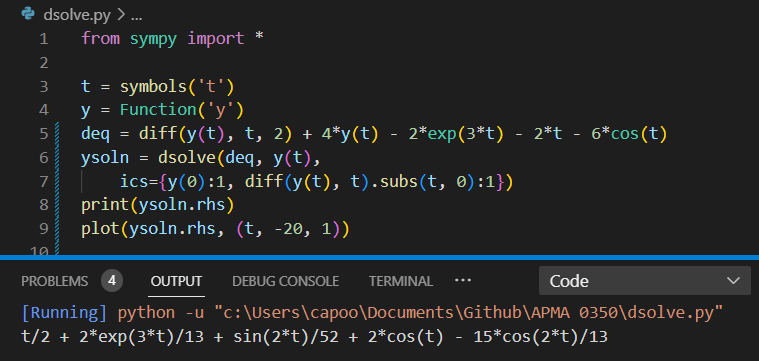 dsolve.py > ...
1 from sympy import *
2
3 t = symbols('t')
4 y = Function('y')
5 deq = diff(y(t), t, 2) + 4*y(t) - 2*exp(3*t) - 2*t - 6*cos(t)
6 ysoln = dsolve(deq, y(t),
7     ics={y(0):1, diff(y(t), t).subs(t, 0):1})
8 print(ysoln.rhs)
9 plot(ysoln.rhs, (t, -20, 1))
10
PROBLEMS 4 OUTPUT DEBUG CONSOLE TERMINAL ··· Code
[Running] python -u "c:\Users\capoo\Documents\Github\APMA 0350\dsolve.py"
t/2 + 2*exp(3*t)/13 + sin(2*t)/52 + 2*cos(t) - 15*cos(2*t)/13